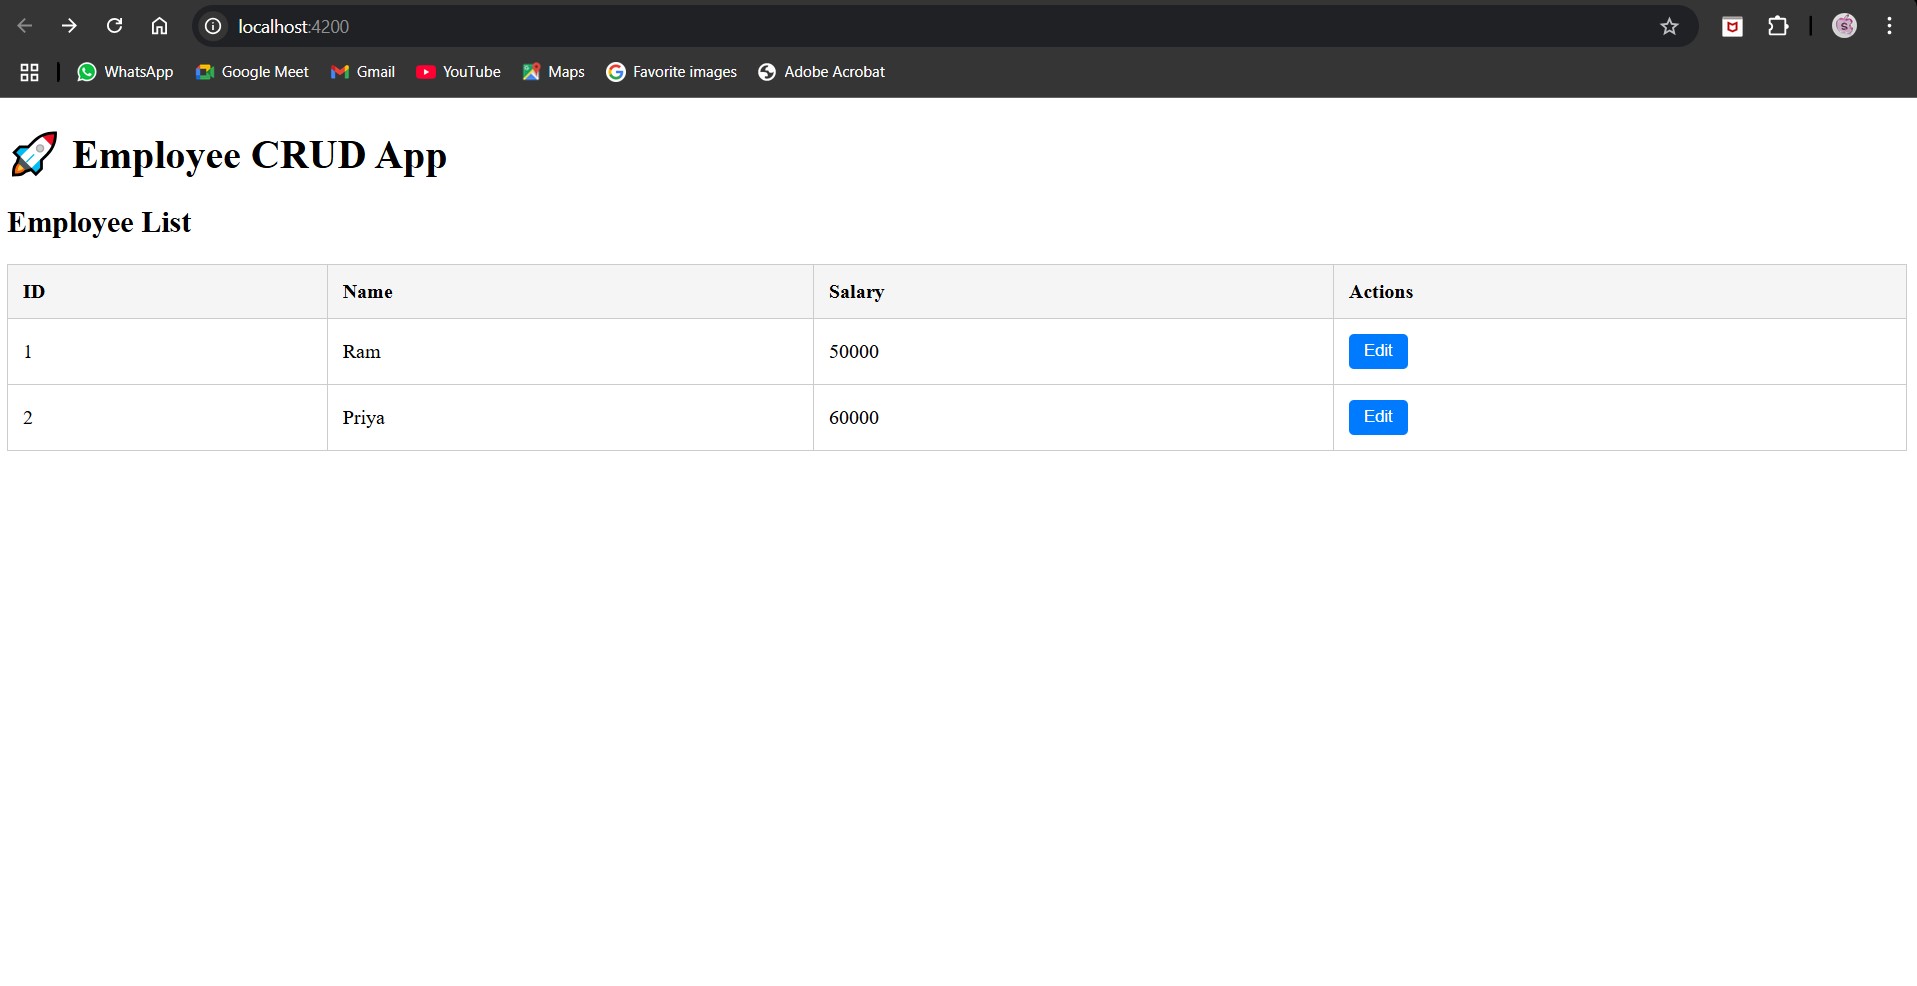 localhost:4200
WhatsApp Google Meet Gmail YouTube Maps Favorite images Adobe Acrobat
🚀 Employee CRUD App
Employee List
ID Name Salary Actions
1 Ram 50000 Edit
2 Priya 60000 Edit